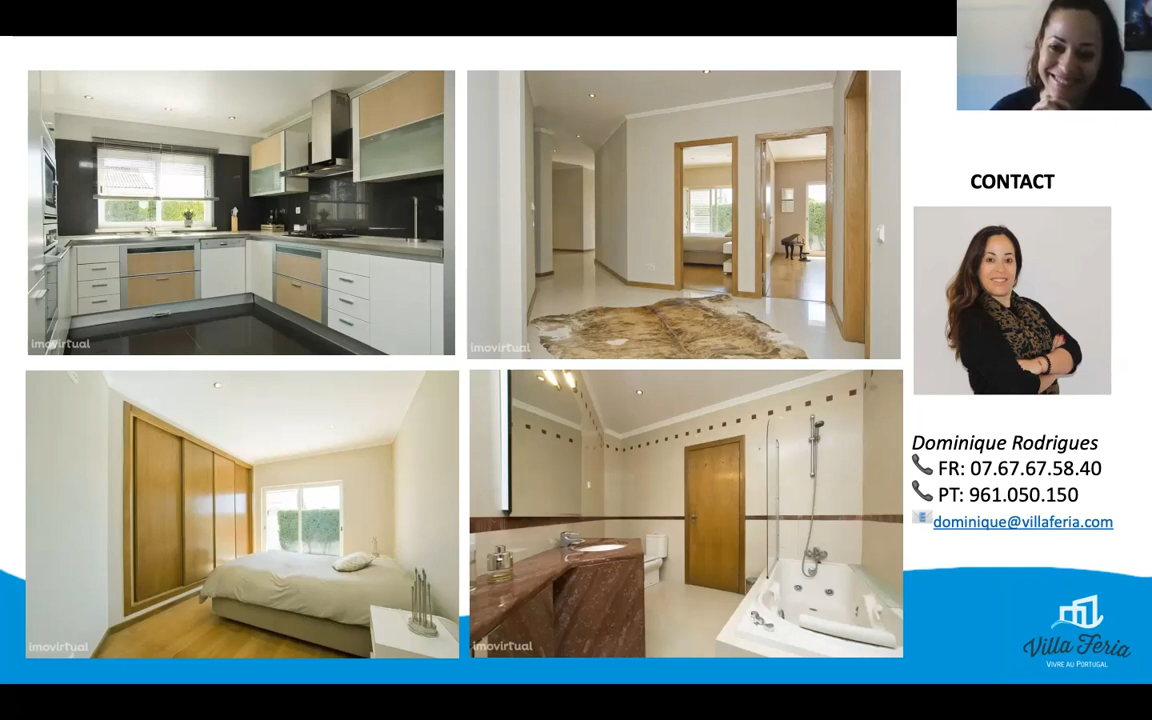 imovirtual
imovirtual
imovirtual
imovirtual
CONTACT
Dominique Rodrigues
FR: 07.67.67.58.40
PT: 961.050.150
dominique@villaferia.com
Villa Feria
VIVRE AU PORTUGAL